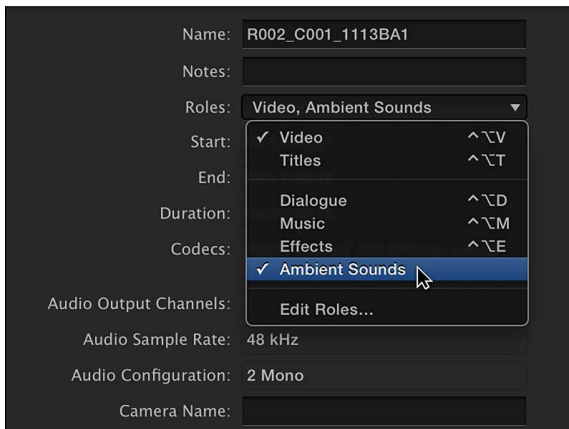 Name: R002_C001_1113BA1
Notes:
Roles: Video, Ambient Sounds ▼
Start:
✓ Video ^⌥V
Titles ^⌥T
End:
Duration:
Dialogue ^⌥D
Music ^⌥M
Codecs:
Effects ^⌥E
✓ Ambient Sounds
Audio Output Channels:
Edit Roles...
Audio Sample Rate: 48 kHz
Audio Configuration: 2 Mono
Camera Name: